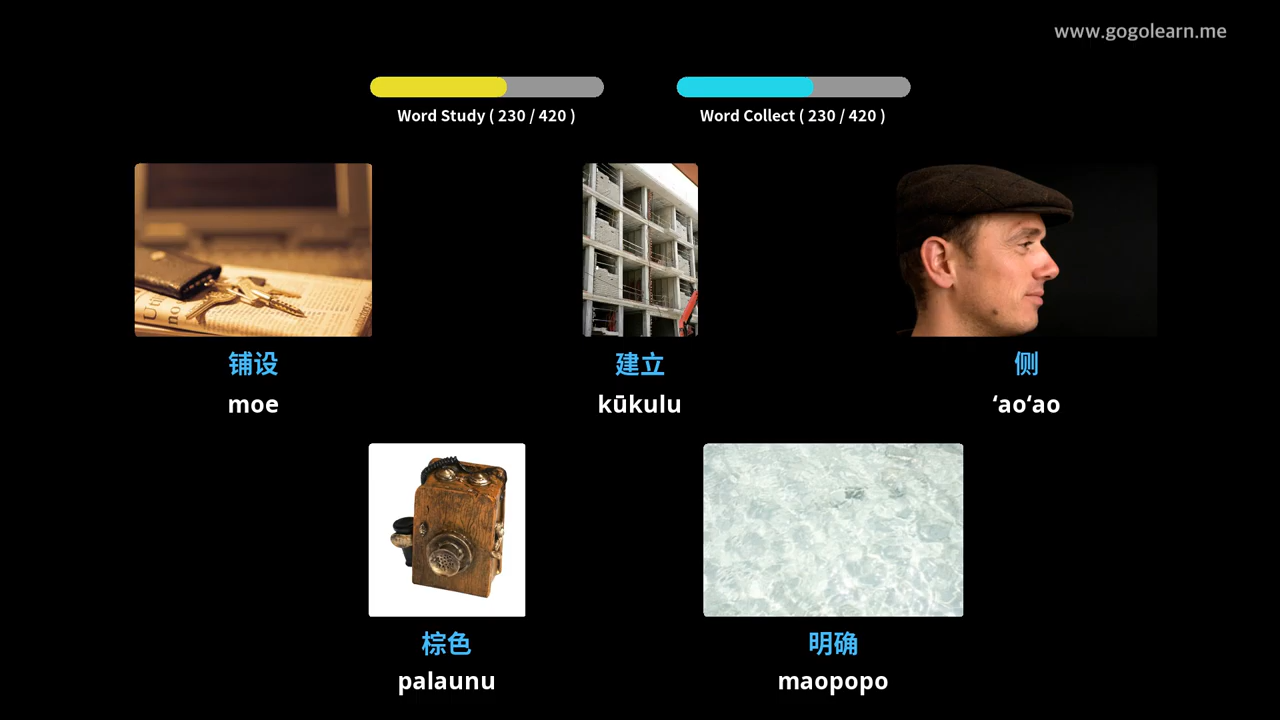 www.gogolearn.me
Word Study ( 230 / 420 )
Word Collect ( 230 / 420 )
铺设
moe
建立
kūkulu
侧
ʻaoʻao
棕色
palaunu
明确
maopopo